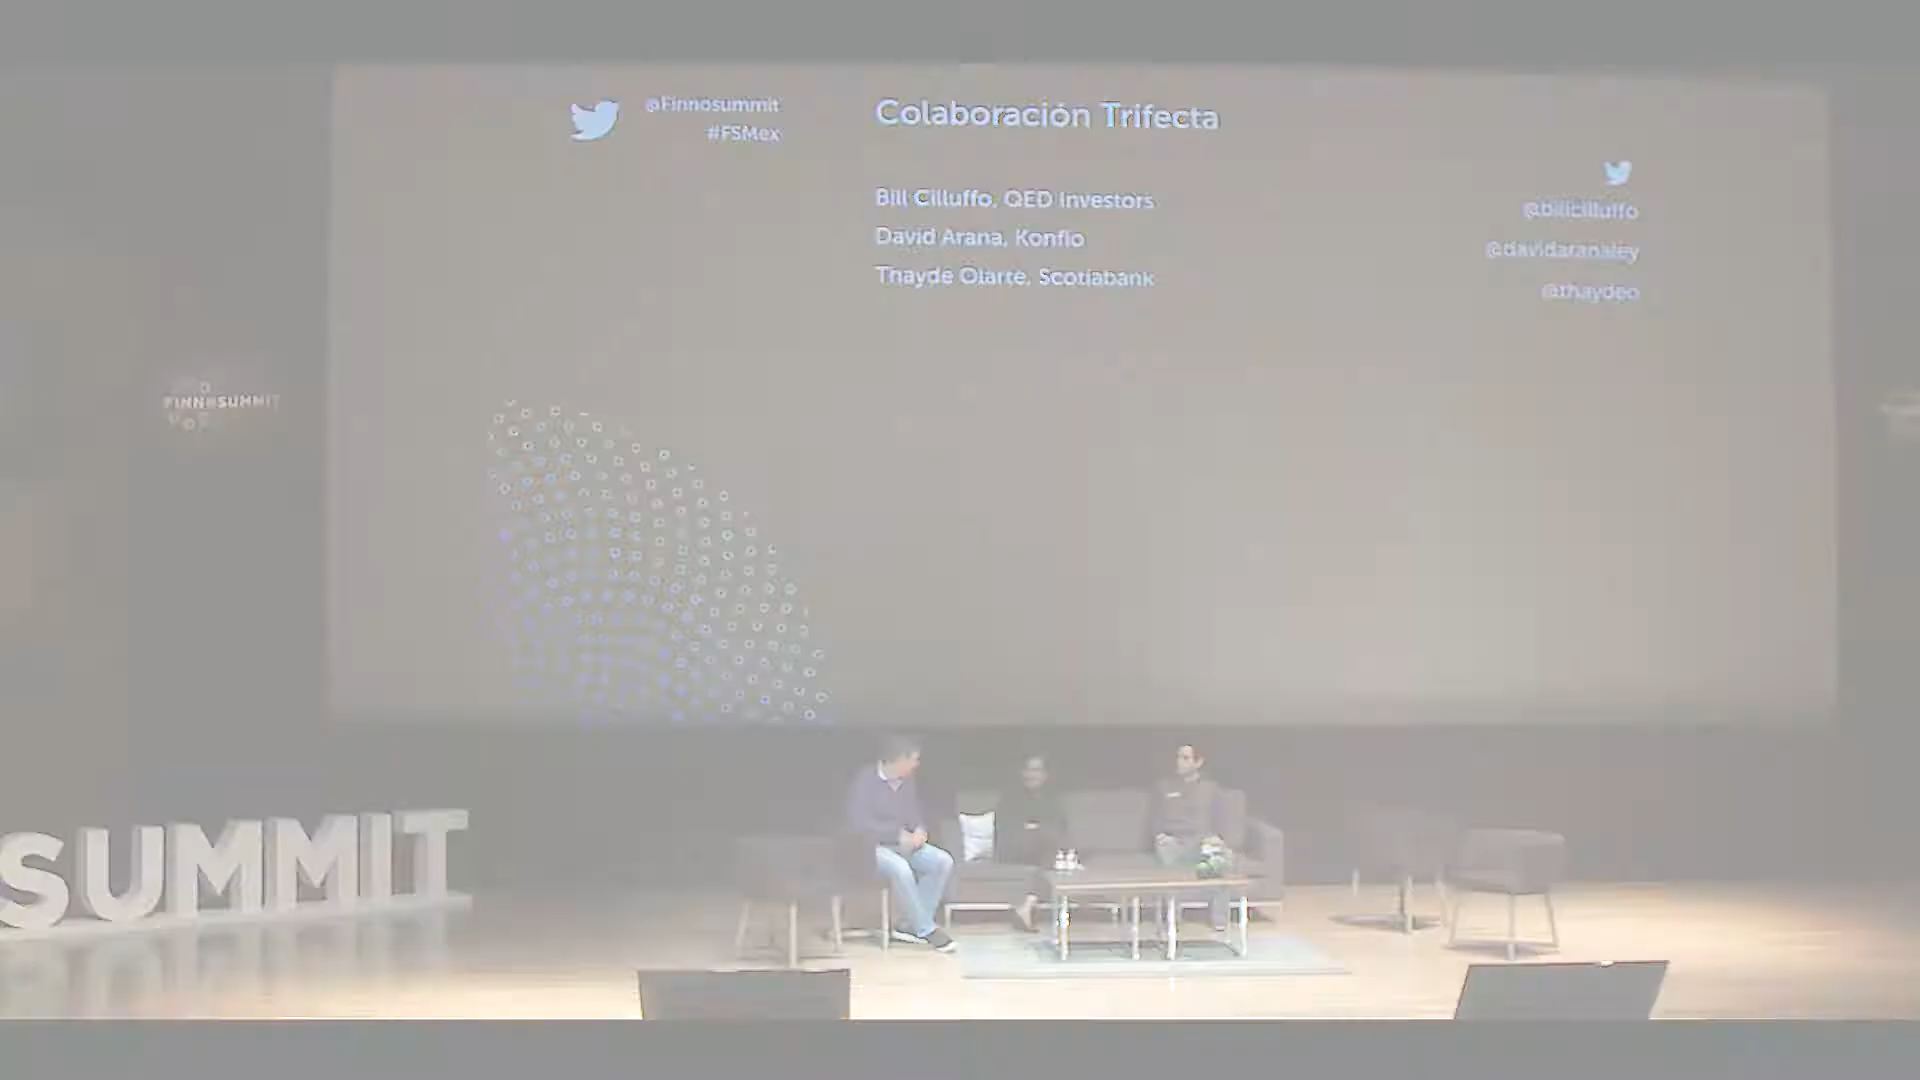 @Finnosummit
#FSMex
Colaboración Trifecta
Bill Cilluffo, QED Investors
David Arana, Konfio
Thayde Olarte, Scotiabank
@billcilluffo
@davidaranaley
@thaydeo
FINNOSUMMIT
SUMMIT